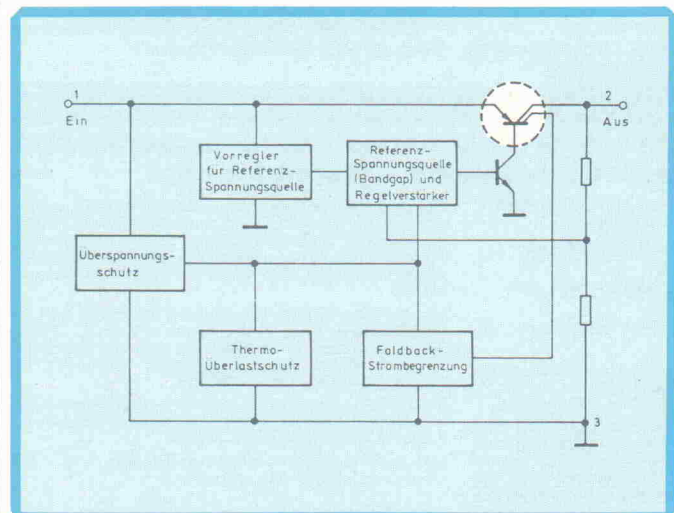 1
Ein
2
Aus
Vorregler
für Referenz-
Spannungsquelle
Referenz-
Spannungsquelle
(Bandgap) und
Regelverstärker
Überspannungs-
schutz
Thermo-
Überlastschutz
Foldback-
Strombegrenzung
3